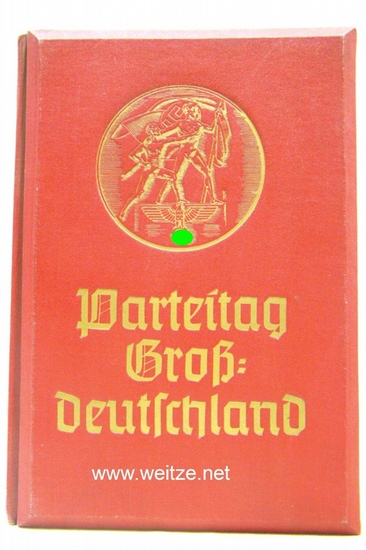 Parteitag
Groß=
deutſchland
www.weitze.net